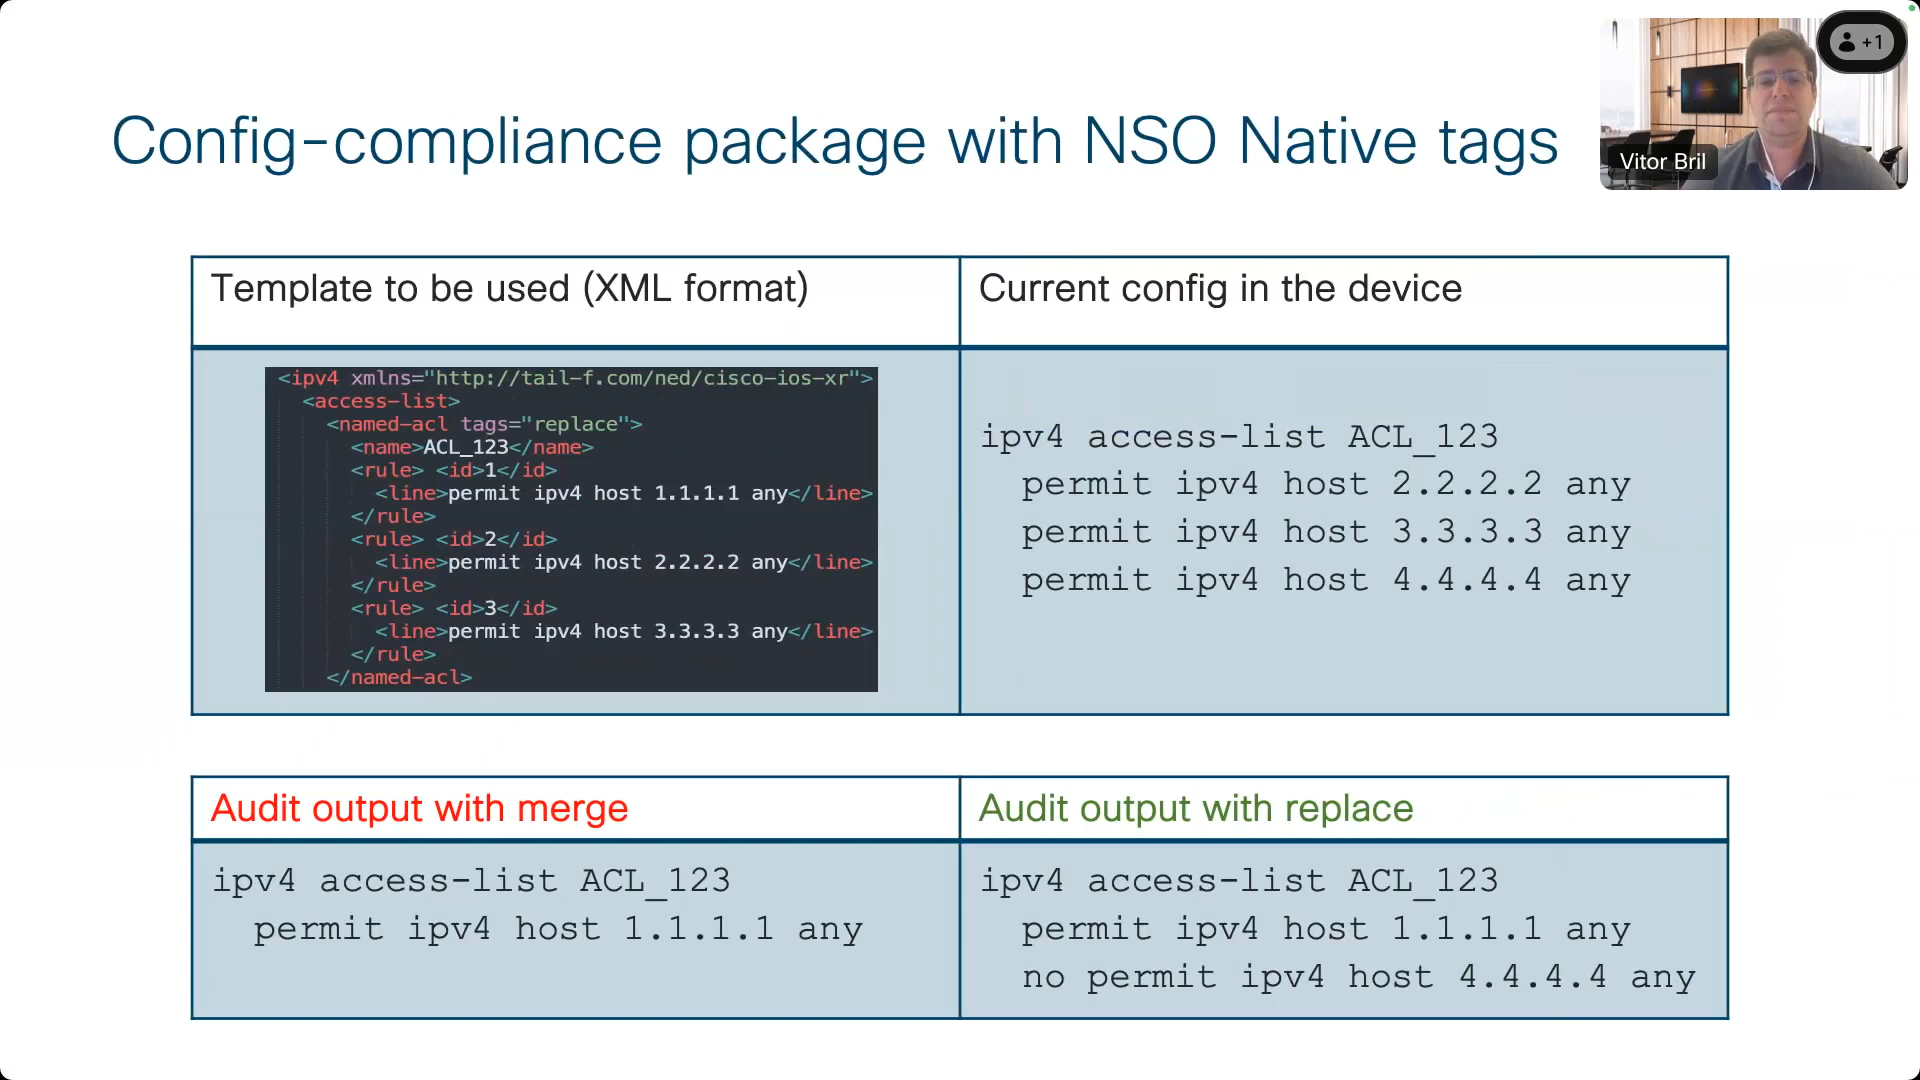 Config-compliance package with NSO Native tags
+1
Vitor Bril
Template to be used (XML format)
Current config in the device
<ipv4 xmlns="http://tail-f.com/ned/cisco-ios-xr">
<access-list>
<named-acl tags="replace">
<name>ACL_123</name>
<rule> <id>1</id>
<line>permit ipv4 host 1.1.1.1 any</line>
</rule>
<rule> <id>2</id>
<line>permit ipv4 host 2.2.2.2 any</line>
</rule>
<rule> <id>3</id>
<line>permit ipv4 host 3.3.3.3 any</line>
</rule>
</named-acl>
ipv4 access-list ACL_123
permit ipv4 host 2.2.2.2 any
permit ipv4 host 3.3.3.3 any
permit ipv4 host 4.4.4.4 any
Audit output with merge
Audit output with replace
ipv4 access-list ACL_123
permit ipv4 host 1.1.1.1 any
ipv4 access-list ACL_123
permit ipv4 host 1.1.1.1 any
no permit ipv4 host 4.4.4.4 any